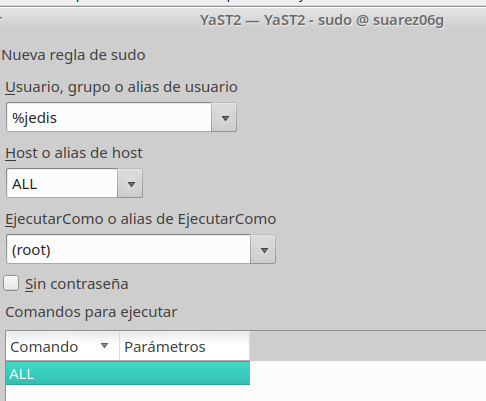 YaST2 — YaST2 - sudo @ suarez06g
Nueva regla de sudo
Usuario, grupo o alias de usuario
%jedis
Host o alias de host
ALL
EjecutarComo o alias de EjecutarComo
(root)
Sin contraseña
Comandos para ejecutar
Comando Parámetros
ALL